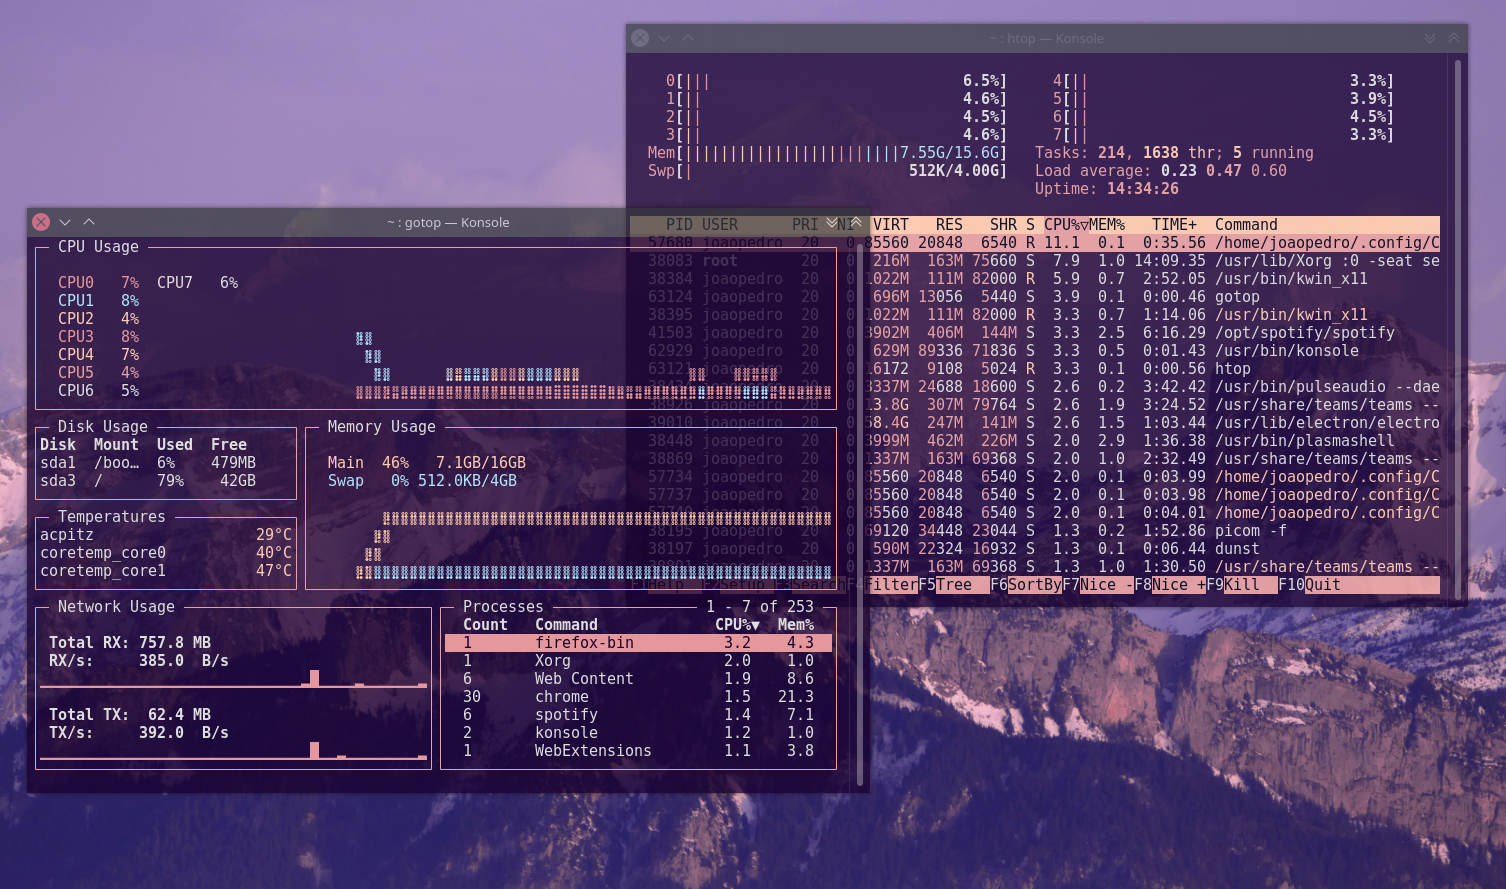 ~ : htop — Konsole
0[||| 6.5%] 4[|| 3.3%]
1[|| 4.6%] 5[|| 3.9%]
2[|| 4.5%] 6[|| 4.5%]
3[|| 4.6%] 7[|| 3.3%]
Mem[||||||||||||||||||||||||7.55G/15.6G] Tasks: 214, 1638 thr; 5 running
Swp[| 512K/4.00G] Load average: 0.23 0.47 0.60
Uptime: 14:34:26
PID USER PRI NI VIRT RES SHR S CPU%▽MEM% TIME+ Command
57680 joaopedro 20 0 85560 20848 6540 R 11.1 0.1 0:35.56 /home/joaopedro/.config/C
38083 root 20 0 216M 163M 75660 S 7.9 1.0 14:09.35 /usr/lib/Xorg :0 -seat se
38384 joaopedro 20 0 1022M 111M 82000 R 5.9 0.7 2:52.05 /usr/bin/kwin_x11
63124 joaopedro 20 0 696M 13056 5440 S 3.9 0.1 0:00.46 gotop
38395 joaopedro 20 0 1022M 111M 82000 R 3.3 0.7 1:14.06 /usr/bin/kwin_x11
41503 joaopedro 20 0 3902M 406M 144M S 3.3 2.5 6:16.29 /opt/spotify/spotify
62929 joaopedro 20 0 629M 89336 71836 S 3.3 0.5 0:01.43 /usr/bin/konsole
joaopedro 20 0 16172 9108 5024 R 3.3 0.1 0:00.56 htop
20 0 3337M 24688 18600 S 2.6 0.2 3:42.42 /usr/bin/pulseaudio --dae
38926 joaopedro 20 0 13.8G 307M 79764 S 2.6 1.9 3:24.52 /usr/share/teams/teams --
39010 joaopedro 20 0 58.4G 247M 141M S 2.6 1.5 1:03.44 /usr/lib/electron/electro
38448 joaopedro 20 0 3999M 462M 226M S 2.0 2.9 1:36.38 /usr/bin/plasmashell
38869 joaopedro 20 0 1337M 163M 69368 S 2.0 1.0 2:32.49 /usr/share/teams/teams --
57734 joaopedro 20 0 85560 20848 6540 S 2.0 0.1 0:03.99 /home/joaopedro/.config/C
57737 joaopedro 20 0 85560 20848 6540 S 2.0 0.1 0:03.98 /home/joaopedro/.config/C
joaopedro 20 0 85560 20848 6540 S 2.0 0.1 0:04.01 /home/joaopedro/.config/C
38195 joaopedro 20 0 69120 34448 23044 S 1.3 0.2 1:52.86 picom -f
38197 joaopedro 20 0 590M 22324 16932 S 1.3 0.1 0:06.44 dunst
joaopedro 20 0 1337M 163M 69368 S 1.3 1.0 1:30.50 /usr/share/teams/teams --
F1Help F2Setup F3SearchF4FilterF5Tree F6SortByF7Nice -F8Nice +F9Kill F10Quit
~ : gotop — Konsole
CPU Usage
CPU0 7% CPU7 6%
CPU1 8%
CPU2 4%
CPU3 8%
CPU4 7%
CPU5 4%
CPU6 5%
Disk Usage
Disk Mount Used Free
sda1 /boo… 6% 479MB
sda3 / 79% 42GB
Memory Usage
Main 46% 7.1GB/16GB
Swap 0% 512.0KB/4GB
Temperatures
acpitz 29°C
coretemp_core0 40°C
coretemp_core1 47°C
Network Usage
Total RX: 757.8 MB
RX/s: 385.0 B/s
Total TX: 62.4 MB
TX/s: 392.0 B/s
Processes 1 - 7 of 253
Count Command CPU%▼ Mem%
1 firefox-bin 3.2 4.3
1 Xorg 2.0 1.0
6 Web Content 1.9 8.6
30 chrome 1.5 21.3
6 spotify 1.4 7.1
2 konsole 1.2 1.0
1 WebExtensions 1.1 3.8